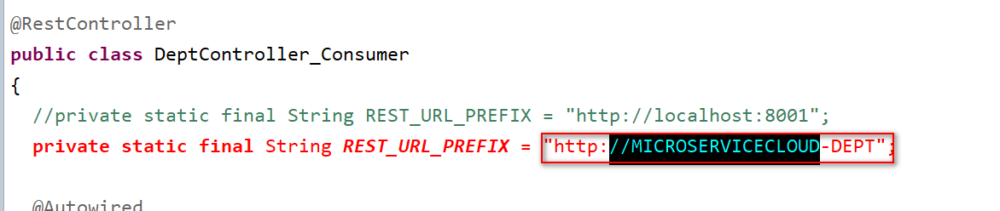 @RestController
public class DeptController_Consumer
{
//private static final String REST_URL_PREFIX = "http://localhost:8001";
private static final String REST_URL_PREFIX = "http://MICROSERVICECLOUD-DEPT";
@Autowired